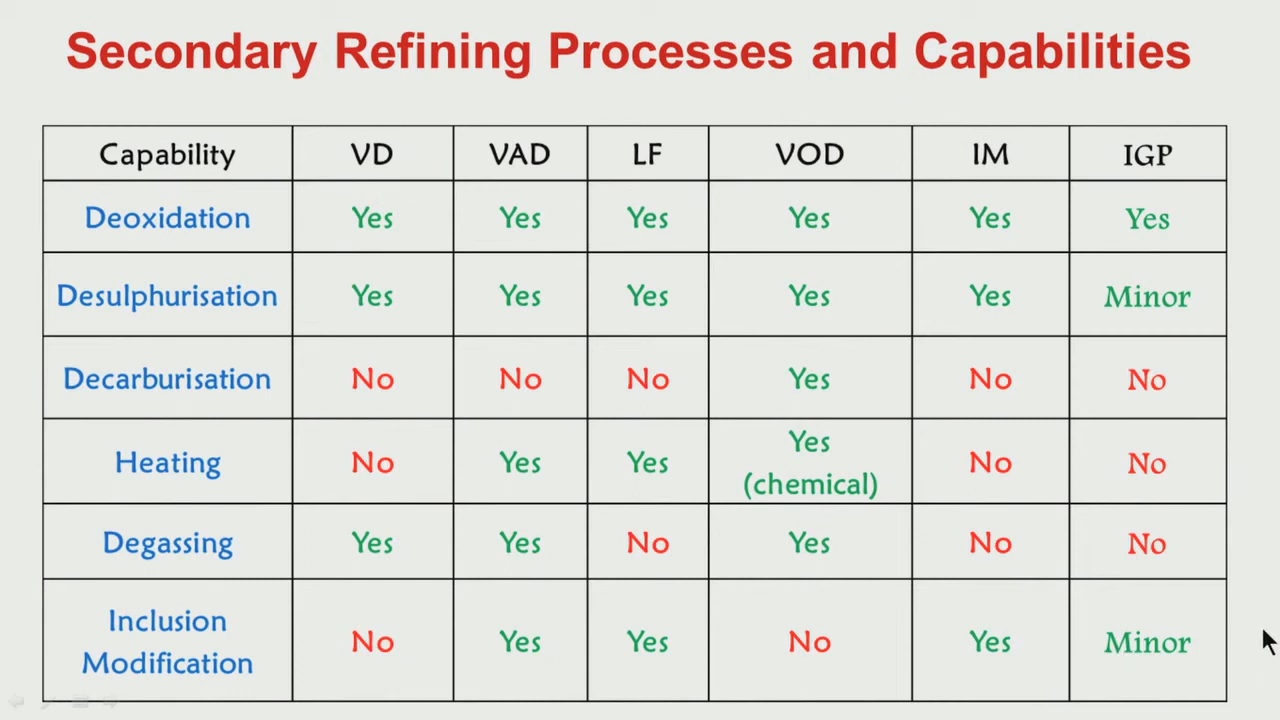 Secondary Refining Processes and Capabilities
Capability VD VAD LF VOD IM IGP
Deoxidation Yes Yes Yes Yes Yes Yes
Desulphurisation Yes Yes Yes Yes Yes Minor
Decarburisation No No No Yes No No
Heating No Yes Yes Yes (chemical) No No
Degassing Yes Yes No Yes No No
Inclusion Modification No Yes Yes No Yes Minor